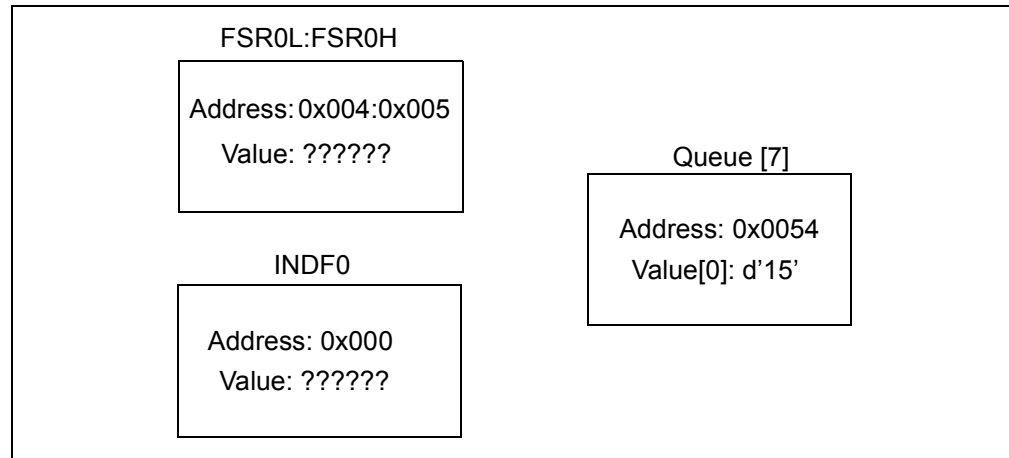 FSR0L:FSR0H
Address: 0x004:0x005
Value: ??????
Queue [7]
Address: 0x0054
Value[0]: d’15’
INDF0
Address: 0x000
Value: ??????